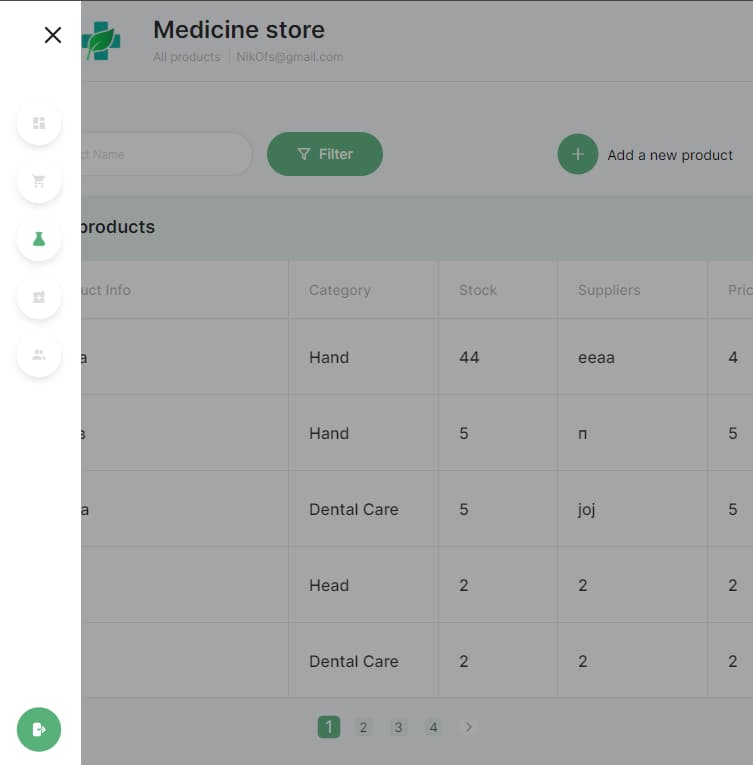 Medicine store
All products | NikOfs@gmail.com
ct Name
Filter
Add a new product
products
uct Info Category Stock Suppliers Pric
a Hand 44 eeaa 4
в Hand 5 п 5
a Dental Care 5 joj 5
Head 2 2 2
Dental Care 2 2 2
1 2 3 4